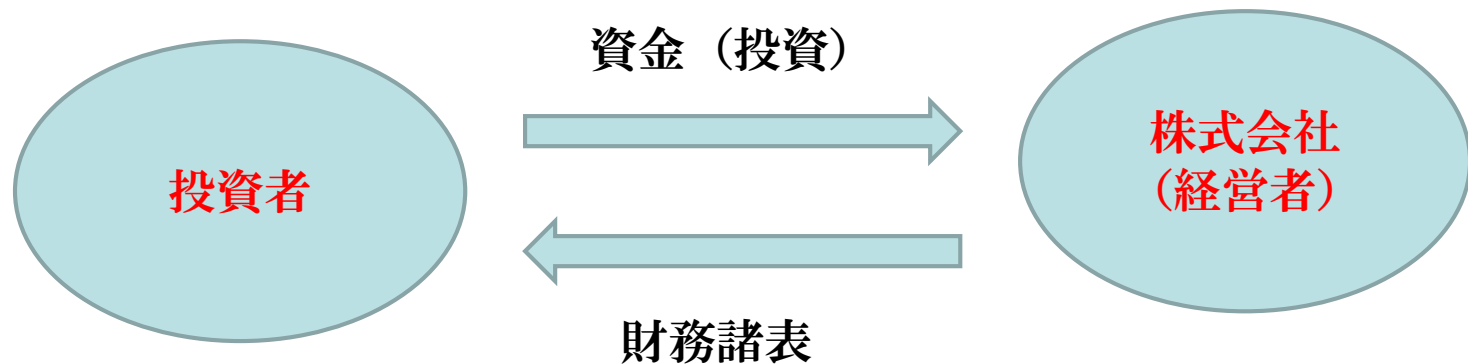 資金（投資）
投資者
株式会社
（経営者）
財務諸表